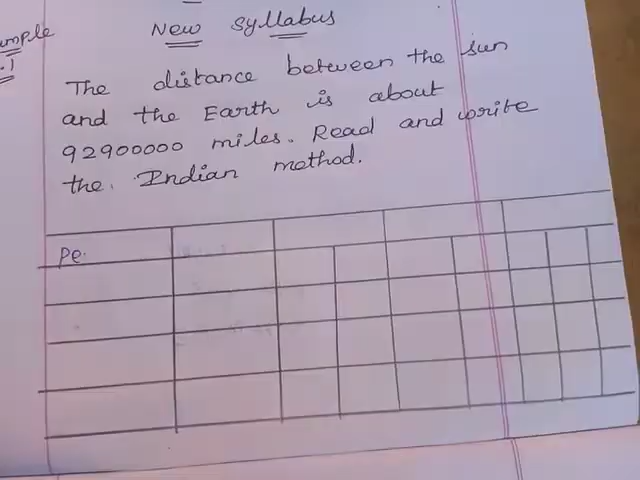 New Syllabus
The distance between the sun
and the Earth is about
92900000 miles. Read and write
the. Indian method.
Pe.